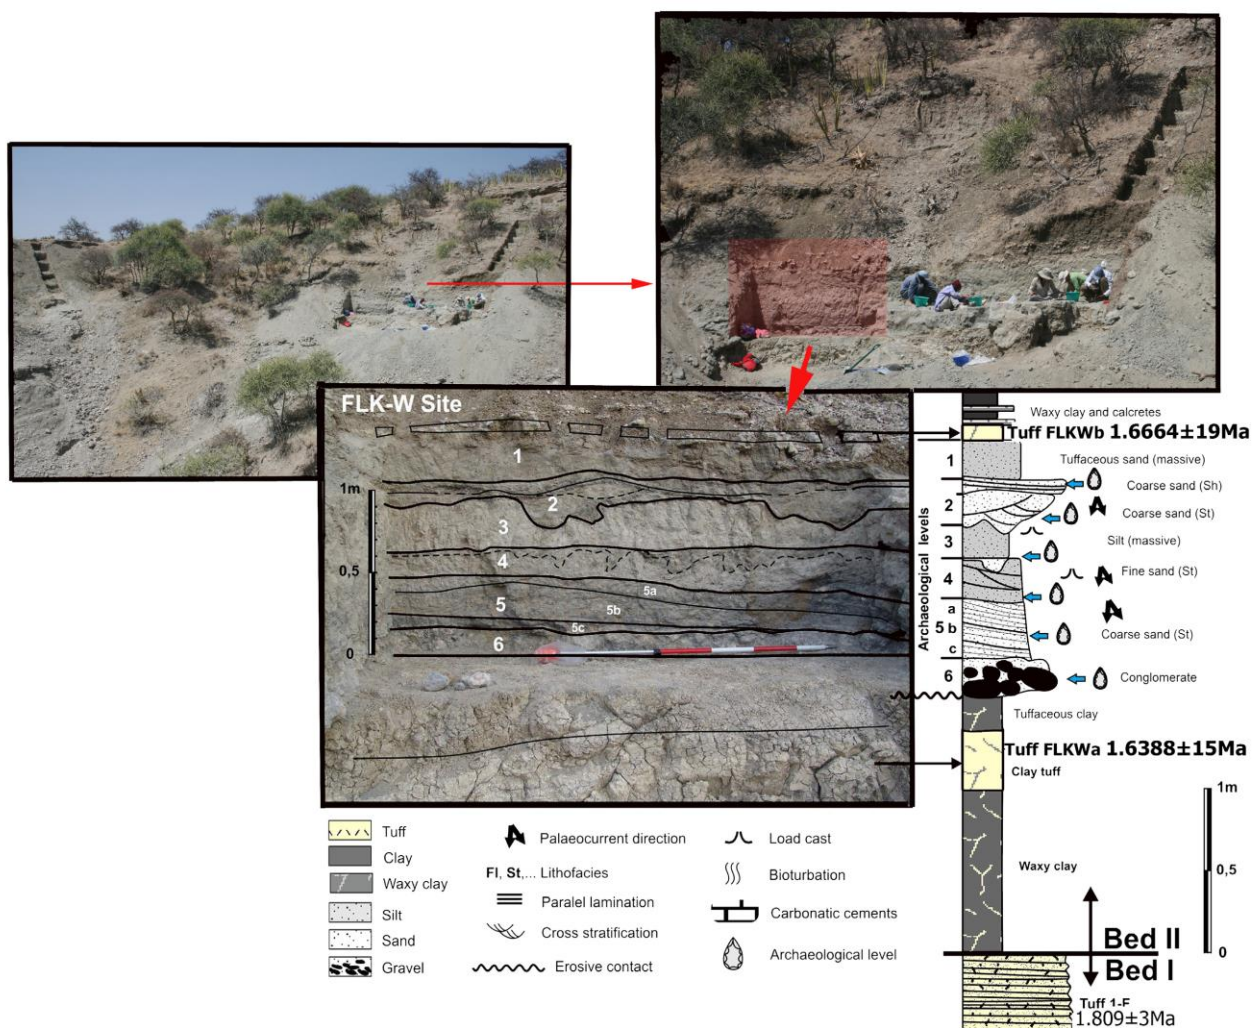 FLK-W Site
1
1m
2
3
0,5
4
5a
5
5b
5c
6
0
Waxy clay and calcretes
Tuff FLKWb 1.6664±19Ma
1
Tuffaceous sand (massive)
Coarse sand (Sh)
2
Coarse sand (St)
3
Silt (massive)
4
Fine sand (St)
Archaeological levels
a
5 b
Coarse sand (St)
c
6
Conglomerate
Tuffaceous clay
Tuff FLKWa 1.6388±15Ma
Clay tuff
1m
Waxy clay
0,5
Bed II
0
Bed I
Tuff 1-F
1.809±3Ma
Tuff
Clay
Waxy clay
Silt
Sand
Gravel
Palaeocurrent direction
Fl, St,... Lithofacies
Paralel lamination
Cross stratification
Erosive contact
Load cast
Bioturbation
Carbonatic cements
Archaeological level